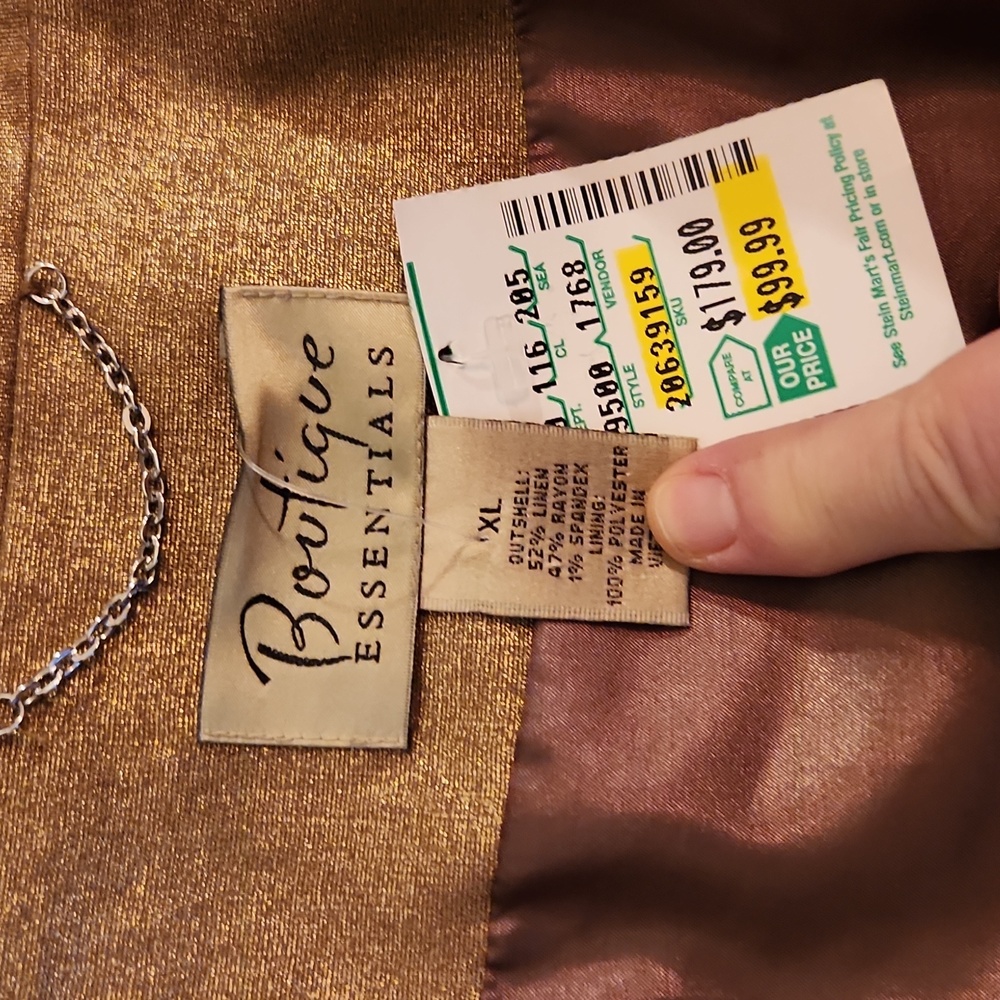 Boutique
ESSENTIALS
XL
OUTSHELL:
52% LINEN
47% RAYON
1% SPANDEX
LINING:
100% POLYESTER
MADE IN
116 205
CL SEA
9500 1768
STYLE VENDOR
20639159
SKU
COMPARE
AT
$179.00
OUR
PRICE
$99.99
See Stein Mart's Fair Pricing Policy at
Steinmart.com or in store